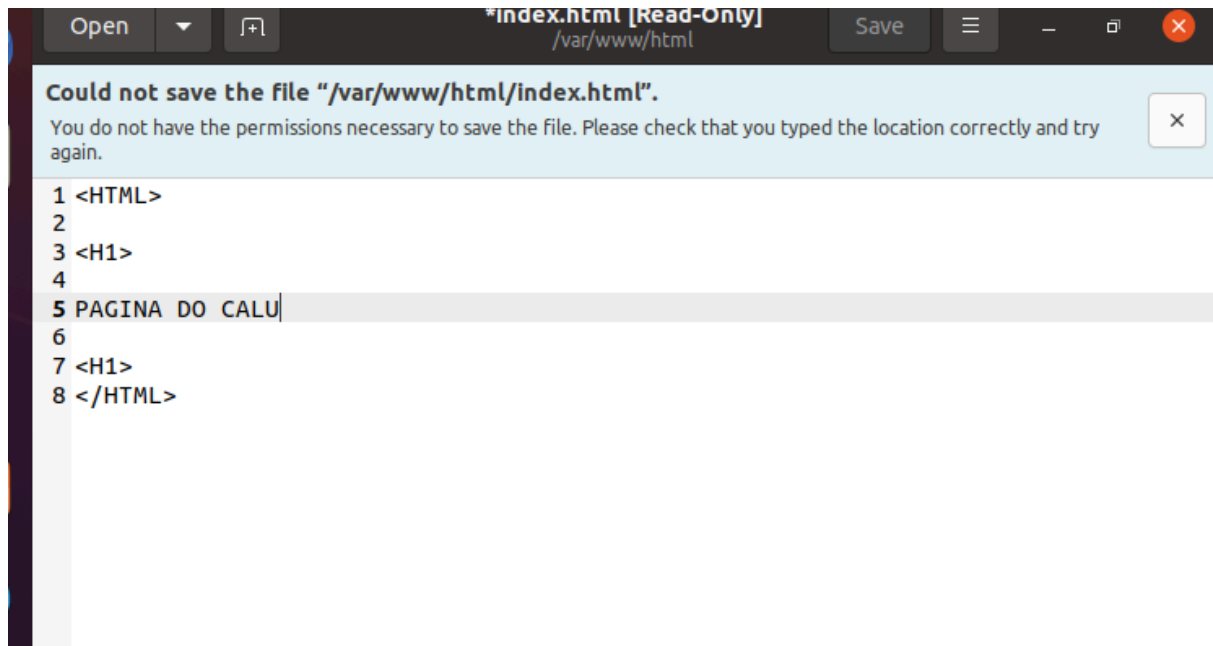 Open
*index.html [Read-Only]
/var/www/html
Save
Could not save the file “/var/www/html/index.html”.
You do not have the permissions necessary to save the file. Please check that you typed the location correctly and try
again.
1 <HTML>
2
3 <H1>
4
5 PAGINA DO CALU
6
7 <H1>
8 </HTML>